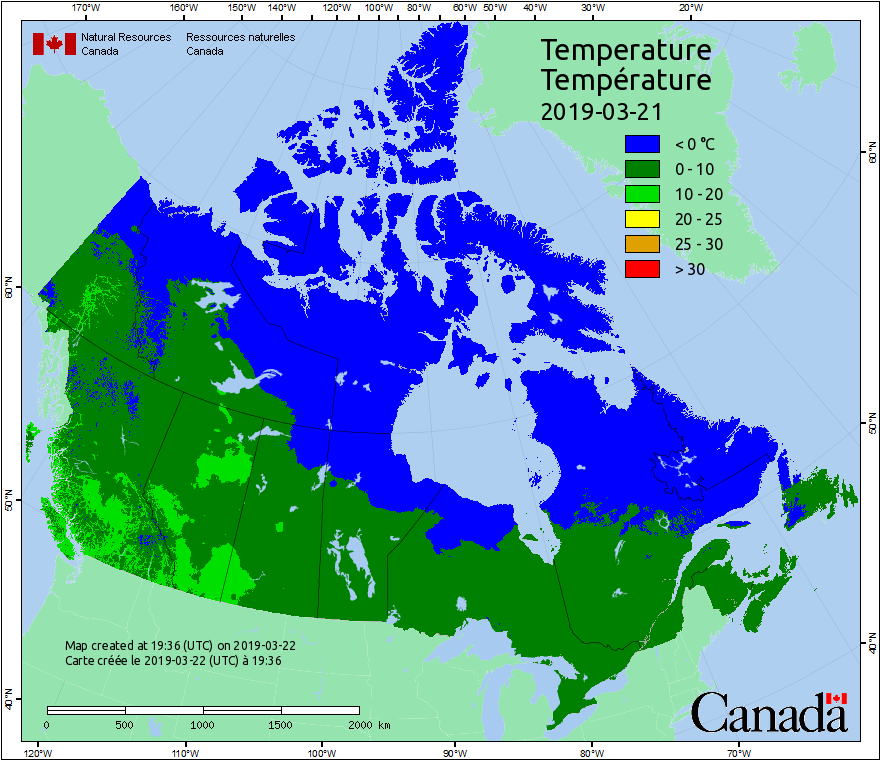 170°W 160°W 150°W 140°W 130°W 120°W 110°W 100°W 90°W 80°W 60°W 50°W 40°W 30°W 20°W
Natural Resources Ressources naturelles
Canada Canada
Temperature
Température
2019-03-21
< 0 °C
0 - 10
10 - 20
20 - 25
25 - 30
> 30
60°N
60°N
50°N
50°N
40°N
40°N
Map created at 19:36 (UTC) on 2019-03-22
Carte créée le 2019-03-22 (UTC) à 19:36
0 500 1000 1500 2000 km
Canada
120°W 110°W 100°W 90°W 80°W 70°W